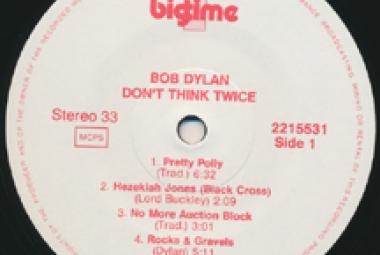 bigtime
BOB DYLAN
DON'T THINK TWICE
Stereo 33
MCPS
2215531
Side 1
1. Pretty Polly
(Trad.) 6:32
2. Hezekiah Jones (Black Cross)
(Lord Buckley) 2:09
3. No More Auction Block
(Trad.) 3:01
4. Rocks & Gravels
(Dylan) 5:11